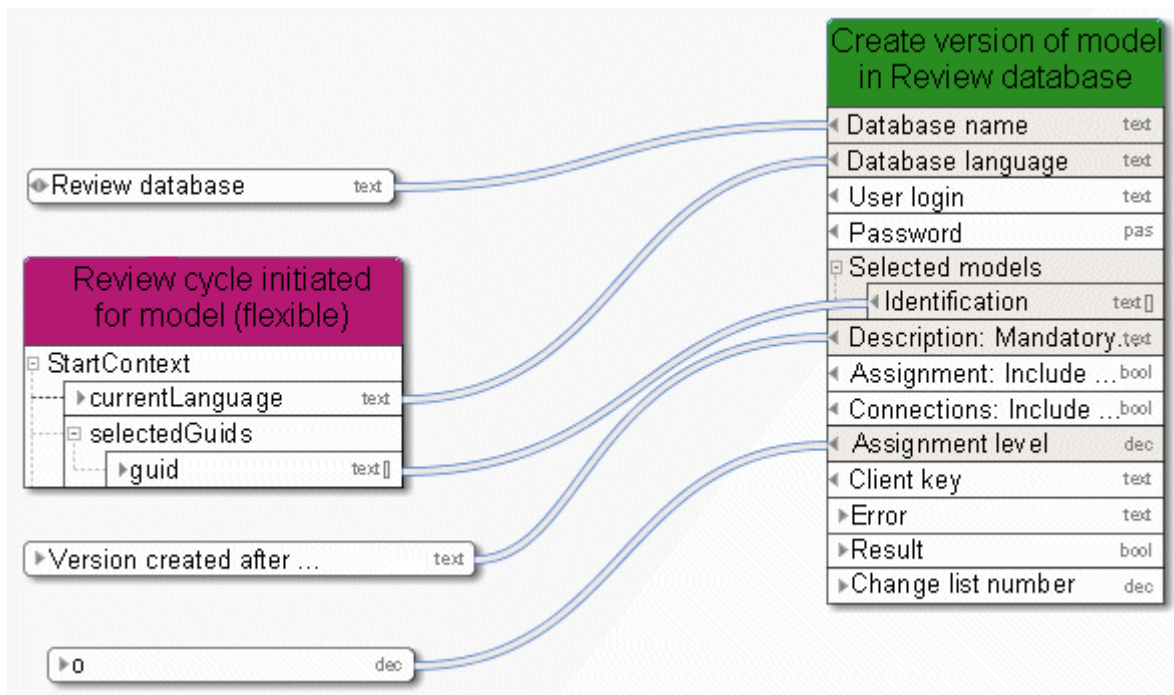 Create version of model
in Review database
Database name text
Database language text
User login text
Password pas
Selected models
Identification text[]
Description: Mandatory... text
Assignment: Include ... bool
Connections: Include ... bool
Assignment level dec
Client key text
Error text
Result bool
Change list number dec
Review database text
Review cycle initiated
for model (flexible)
StartContext
currentLanguage text
selectedGuids
guid text[]
Version created after ... text
0 dec